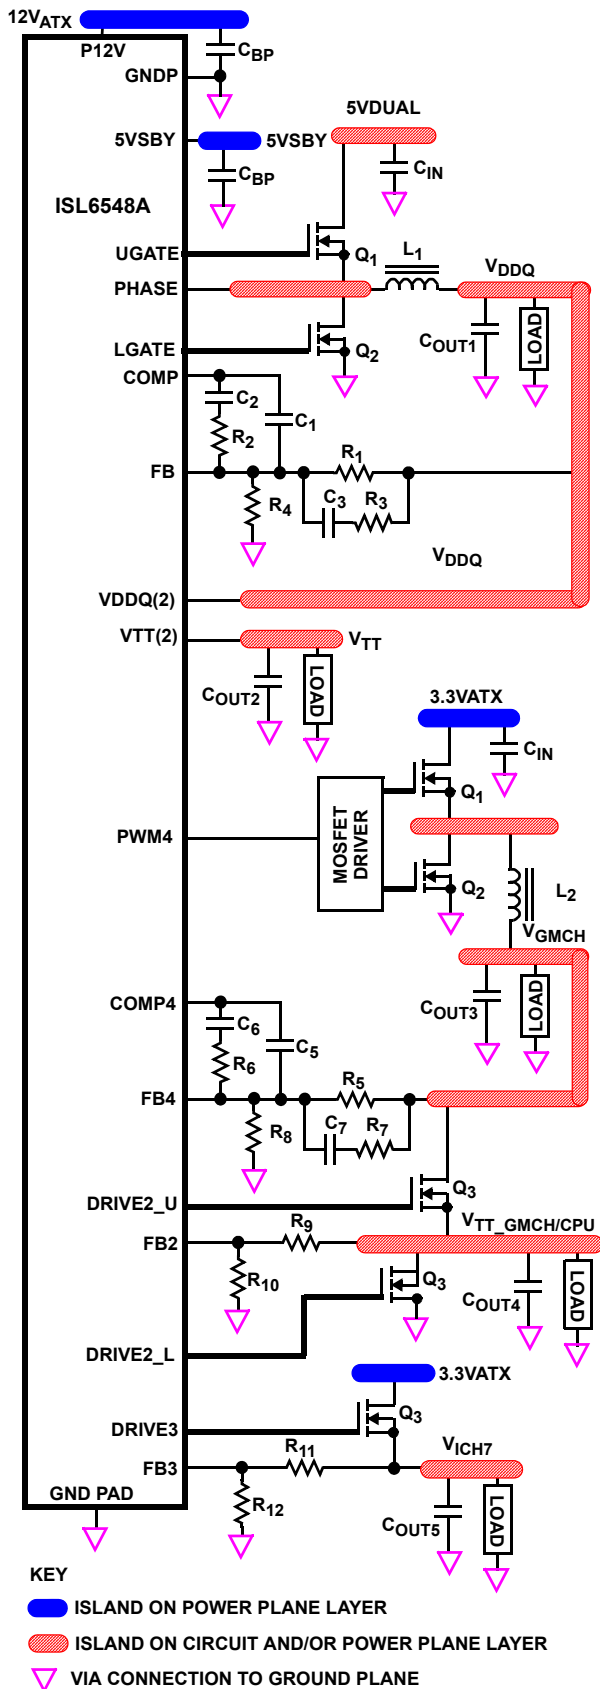 12VATX
P12V
CBP
GNDP
5VDUAL
5VSBY
5VSBY
CIN
CBP
ISL6548A
UGATE
Q1
L1
VDDQ
PHASE
LGATE
Q2
COUT1
LOAD
COMP
C2
C1
R2
R1
FB
R4
C3
R3
VDDQ
VDDQ(2)
VTT(2)
VTT
COUT2
LOAD
3.3VATX
CIN
Q1
PWM4
MOSFET
DRIVER
Q2
L2
VGMCH
COMP4
C6
C5
COUT3
LOAD
R6
R5
FB4
R8
C7
R7
DRIVE2_U
Q3
R9
VTT_GMCH/CPU
FB2
R10
Q3
COUT4
LOAD
DRIVE2_L
3.3VATX
DRIVE3
Q3
R11
VICH7
FB3
GND PAD
R12
COUT5
LOAD
KEY
ISLAND ON POWER PLANE LAYER
ISLAND ON CIRCUIT AND/OR POWER PLANE LAYER
VIA CONNECTION TO GROUND PLANE